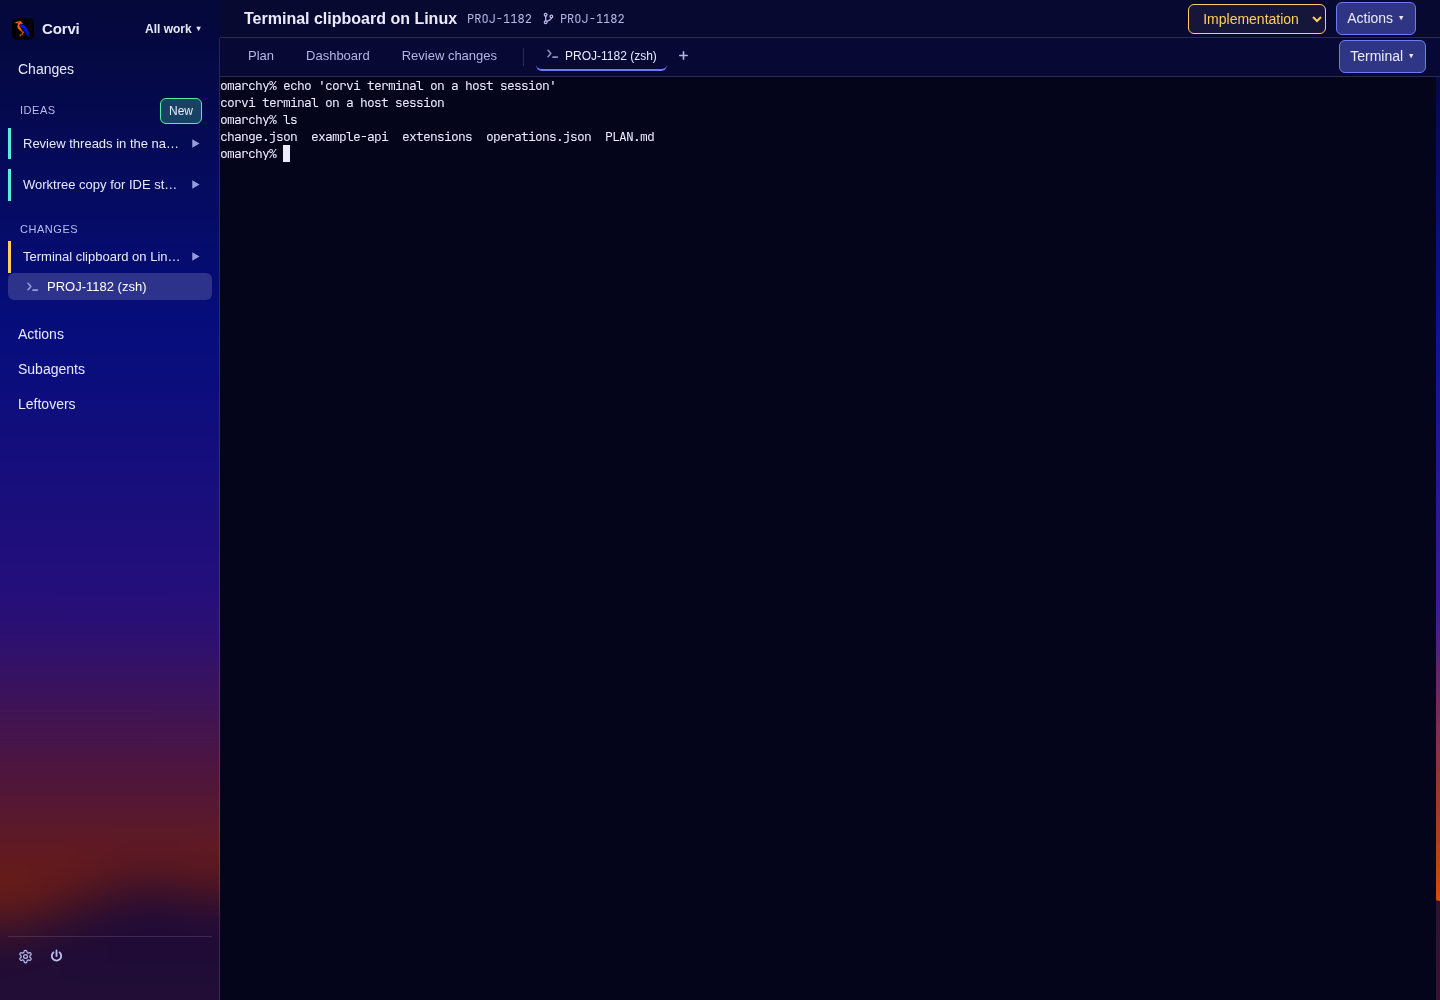 Corvi
All work
Changes
IDEAS
New
Review threads in the na…
Worktree copy for IDE st…
CHANGES
Terminal clipboard on Lin…
PROJ-1182 (zsh)
Actions
Subagents
Leftovers
Terminal clipboard on Linux PROJ-1182 PROJ-1182
Implementation
Actions
Plan Dashboard Review changes PROJ-1182 (zsh) +
Terminal
omarchy% echo 'corvi terminal on a host session'
corvi terminal on a host session
omarchy% ls
change.json example-api extensions operations.json PLAN.md
omarchy%